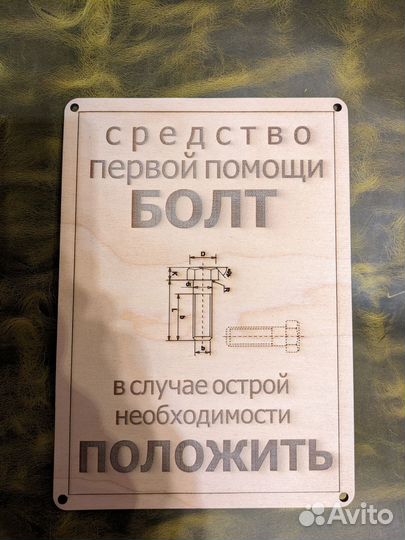 средство
первой помощи
БОЛТ
в случае острой
необходимости
ПОЛОЖИТЬ
Avito